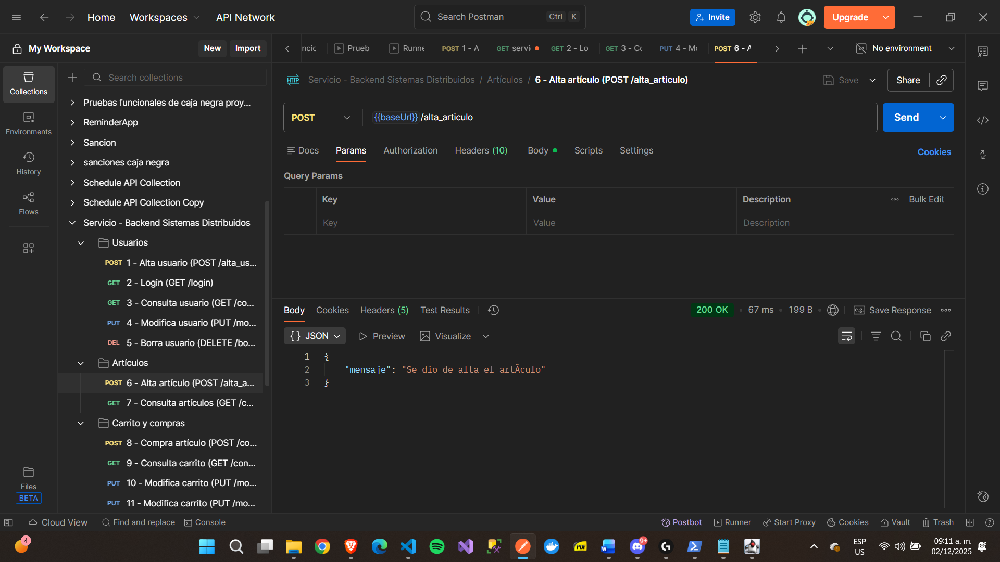 Home
Workspaces
API Network
Search Postman
Ctrl
K
Invite
Upgrade
My Workspace
New
Import
ncic
Prueb
Runne
POST 1 - A
GET servi
GET 2 - Lo
GET 3 - Cc
PUT 4 - Mo
POST 6 - A
No environment
Collections
Environments
History
Flows
Files
BETA
Search collections
Pruebas funcionales de caja negra proy...
ReminderApp
Sancion
sanciones caja negra
Schedule API Collection
Schedule API Collection Copy
Servicio - Backend Sistemas Distribuidos
Usuarios
POST 1 - Alta usuario (POST /alta_us...
GET 2 - Login (GET /login)
GET 3 - Consulta usuario (GET /co...
PUT 4 - Modifica usuario (PUT /mo...
DEL 5 - Borra usuario (DELETE /bo...
Artículos
POST 6 - Alta artículo (POST /alta_a...
GET 7 - Consulta artículos (GET /c...
Carrito y compras
POST 8 - Compra artículo (POST /co...
GET 9 - Consulta carrito (GET /con...
PUT 10 - Modifica carrito (PUT /mo...
PUT 11 - Modifica carrito (PUT /mo...
HTTP
Servicio - Backend Sistemas Distribuidos / Artículos / 6 - Alta artículo (POST /alta_articulo)
Save
Share
POST
{{baseUrl}} /alta_articulo
Send
Docs
Params
Authorization
Headers (10)
Body
Scripts
Settings
Cookies
Query Params
Key
Value
Description
Bulk Edit
Key
Value
Description
Body
Cookies
Headers (5)
Test Results
200 OK
67 ms
199 B
e.g.
Save Response
{} JSON
Preview
Visualize
1 {
2 "mensaje": "Se dio de alta el artÃculo"
3 }
Cloud View
Find and replace
Console
Postbot
Runner
Start Proxy
Cookies
Vault
Trash
4
PDF
W
9+
ESP
US
09:11 a. m.
02/12/2025